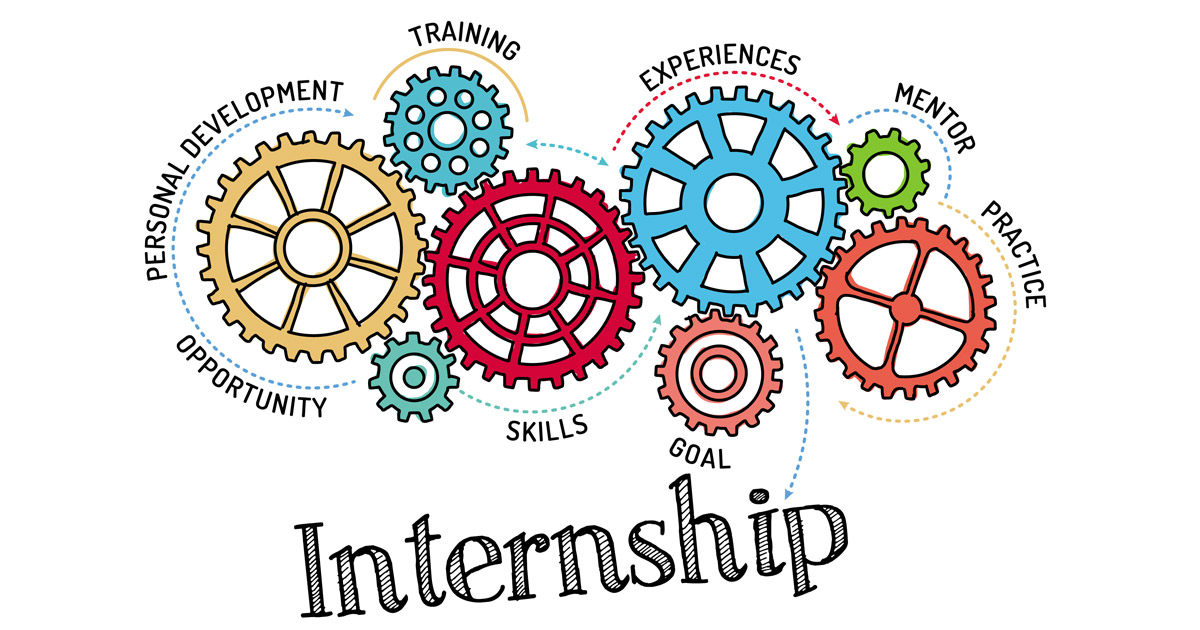 TRAINING
EXPERIENCES
PERSONAL DEVELOPMENT
MENTOR
PRACTICE
OPPORTUNITY
SKILLS
GOAL
Internship